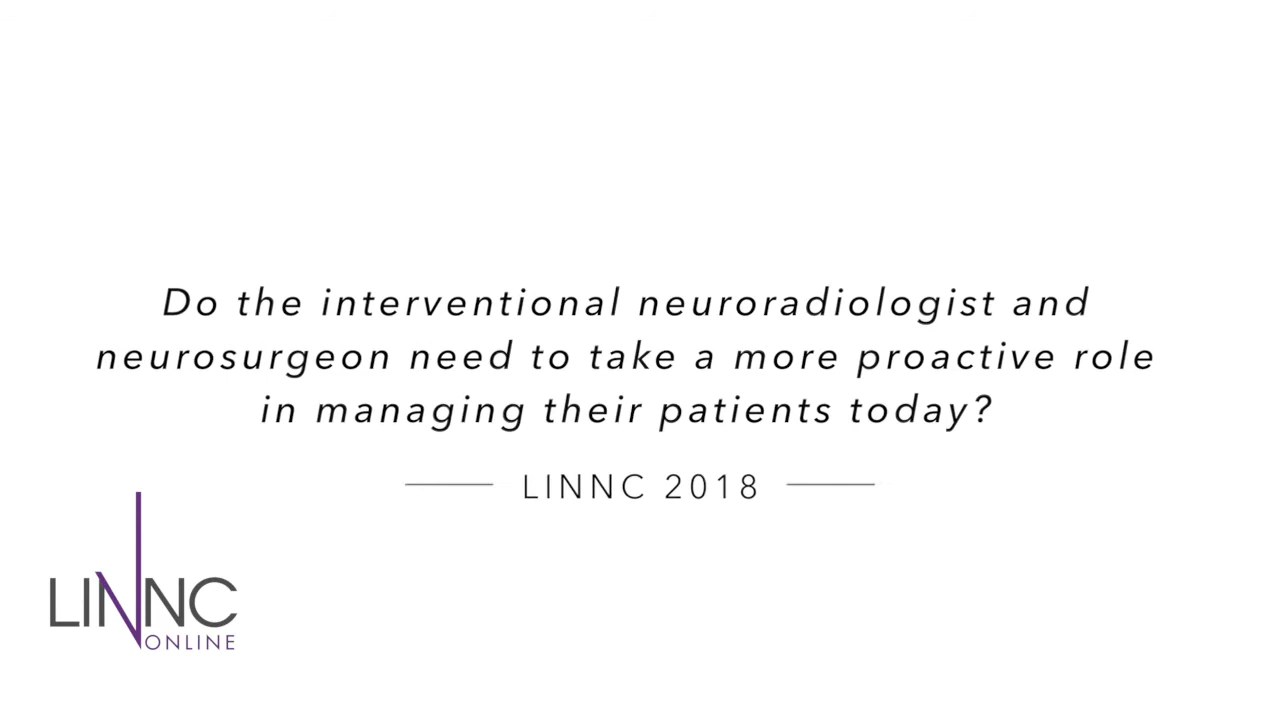 Do the interventional neuroradiologist and
neurosurgeon need to take a more proactive role
in managing their patients today?
LINNC 2018
LINNC
ONLINE